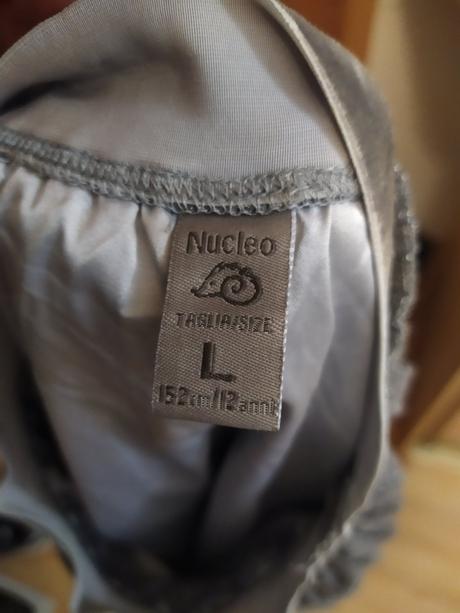 Nucleo
TAGLIA/SIZE
L
152cm/12anni